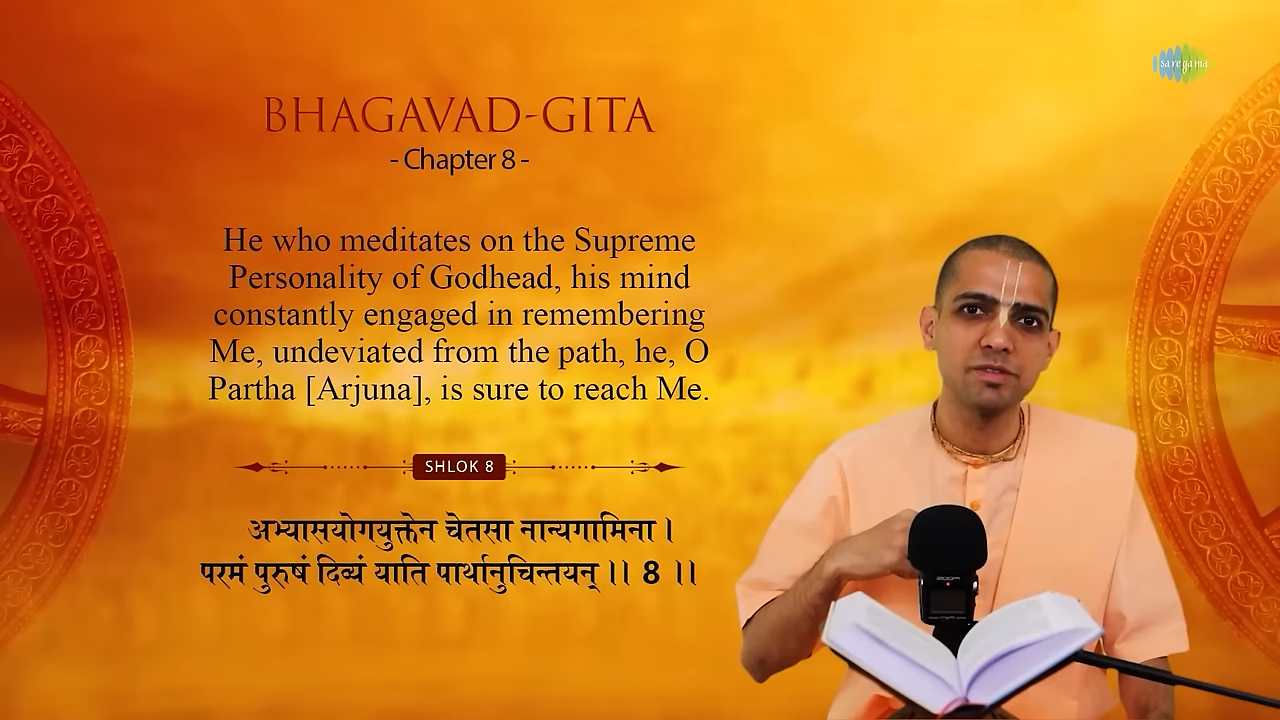 saregama
BHAGAVAD-GITA
- Chapter 8 -
He who meditates on the Supreme
Personality of Godhead, his mind
constantly engaged in remembering
Me, undeviated from the path, he, O
Partha [Arjuna], is sure to reach Me.
SHLOK 8
अभ्यासयोगयुक्तेन चेतसा नान्यगामिना ।
परमं पुरुषं दिव्यं याति पार्थानुचिन्तयन् ।। 8 ।।
ZOOM